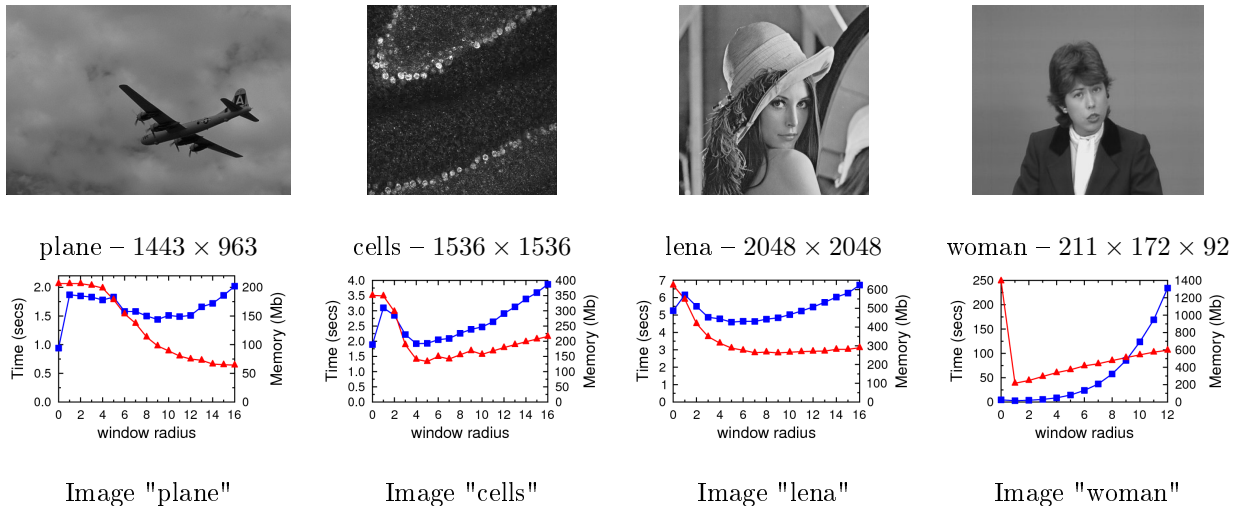 A
plane – 1443 × 963
cells – 1536 × 1536
lena – 2048 × 2048
woman – 211 × 172 × 92
Time (secs)
2.0
1.5
1.0
0.5
0.0
200
150
100
50
0
Memory (Mb)
0 2 4 6 8 10 12 14 16
window radius
Time (secs)
4.0
3.5
3.0
2.5
2.0
1.5
1.0
0.5
0.0
400
350
300
250
200
150
100
50
0
Memory (Mb)
0 2 4 6 8 10 12 14 16
window radius
Time (secs)
7
6
5
4
3
2
1
0
600
500
400
300
200
100
0
Memory (Mb)
0 2 4 6 8 10 12 14 16
window radius
Time (secs)
250
200
150
100
50
0
1400
1200
1000
800
600
400
200
0
Memory (Mb)
0 2 4 6 8 10 12
window radius
Image "plane"
Image "cells"
Image "lena"
Image "woman"